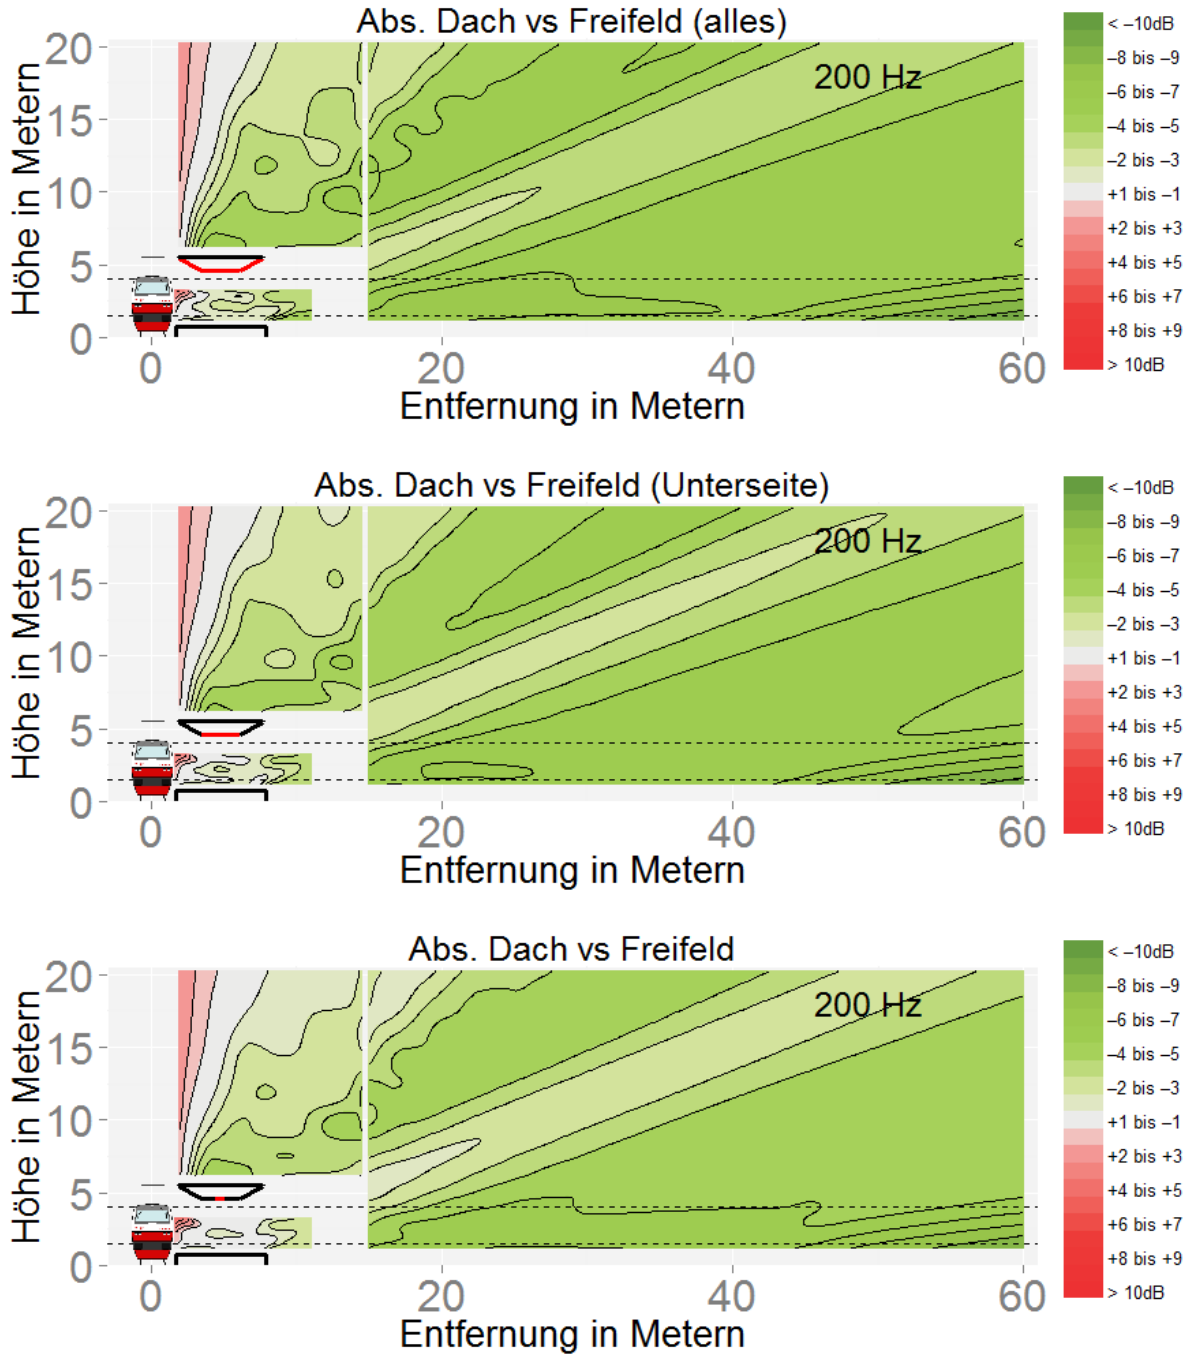 Abs. Dach vs Freifeld (alles)
Höhe in Metern
20
15
10
5
0
200 Hz
0
20
40
60
Entfernung in Metern
< –10dB
–8 bis –9
–6 bis –7
–4 bis –5
–2 bis –3
+1 bis –1
+2 bis +3
+4 bis +5
+6 bis +7
+8 bis +9
> 10dB
Abs. Dach vs Freifeld (Unterseite)
Höhe in Metern
20
15
10
5
0
200 Hz
0
20
40
60
Entfernung in Metern
< –10dB
–8 bis –9
–6 bis –7
–4 bis –5
–2 bis –3
+1 bis –1
+2 bis +3
+4 bis +5
+6 bis +7
+8 bis +9
> 10dB
Abs. Dach vs Freifeld
Höhe in Metern
20
15
10
5
0
200 Hz
0
20
40
60
Entfernung in Metern
< –10dB
–8 bis –9
–6 bis –7
–4 bis –5
–2 bis –3
+1 bis –1
+2 bis +3
+4 bis +5
+6 bis +7
+8 bis +9
> 10dB